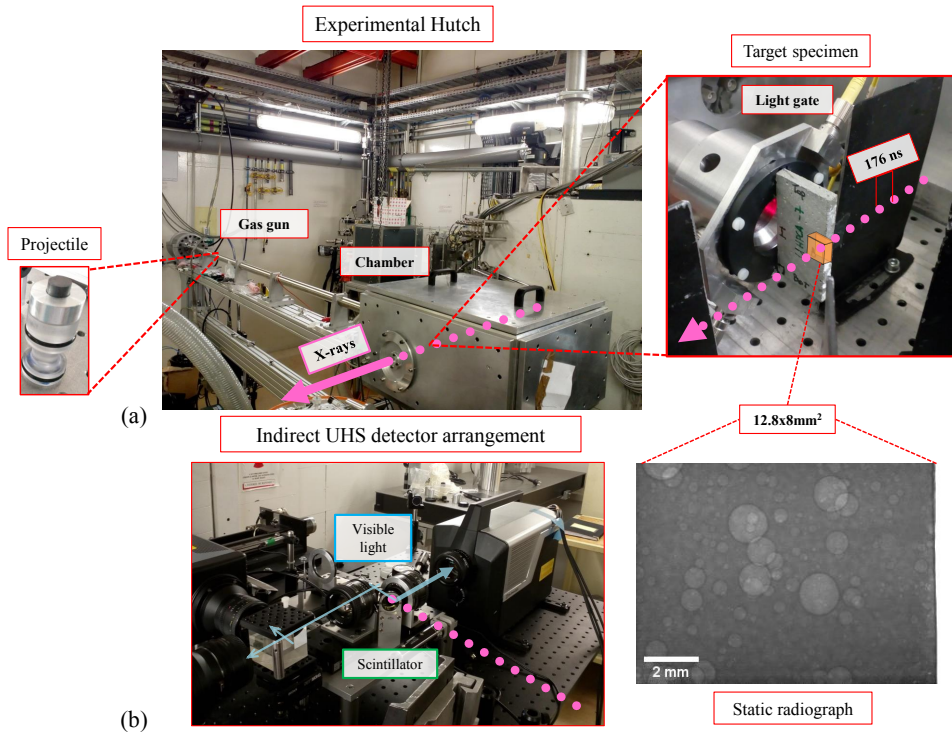 Experimental Hutch
Target specimen
Light gate
176 ns
Top
Gas gun
Projectile
Chamber
X-rays
(a)
Indirect UHS detector arrangement
12.8x8mm²
Visible
light
Scintillator
2 mm
(b)
Static radiograph